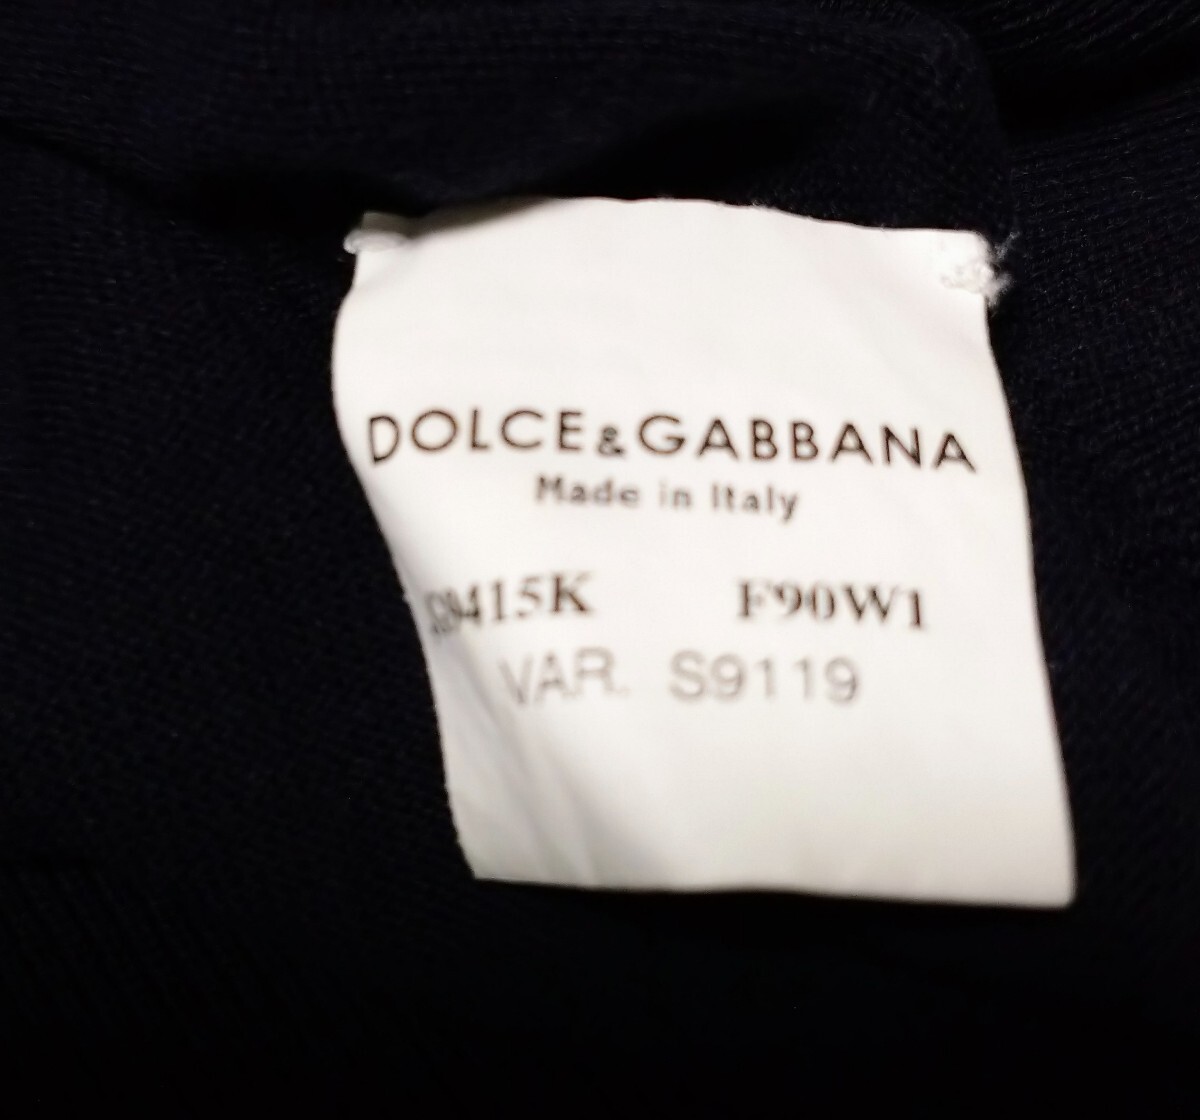 DOLCE&GABBANA
Made in Italy
F90W1
VAR. S9119